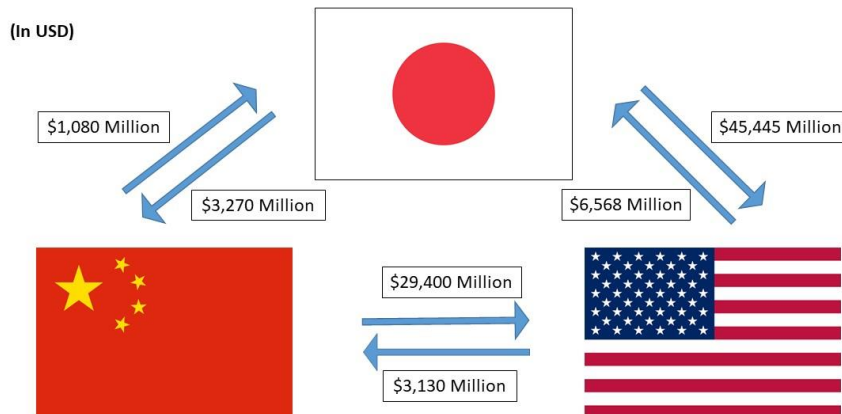 (In USD)
$1,080 Million
$45,445 Million
$3,270 Million
$6,568 Million
$29,400 Million
$3,130 Million